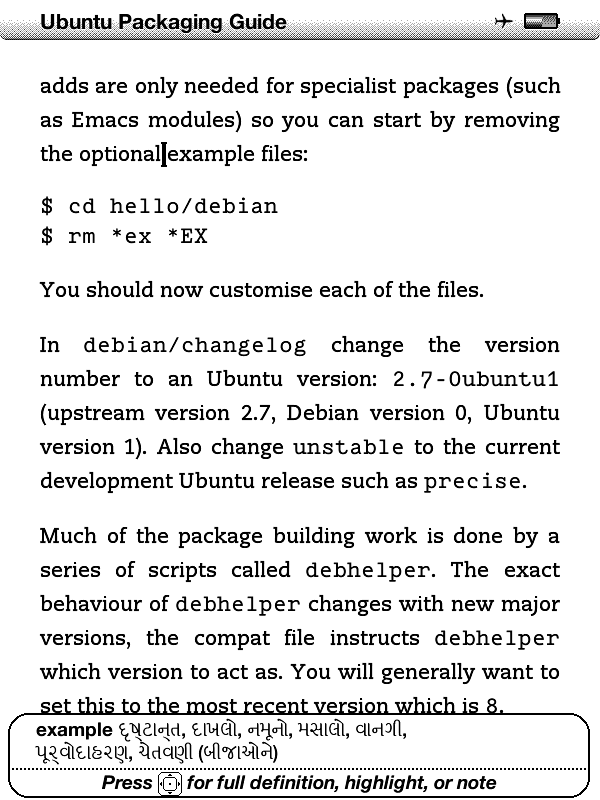 Ubuntu Packaging Guide
adds are only needed for specialist packages (such
as Emacs modules) so you can start by removing
the optional example files:
$ cd hello/debian
$ rm *ex *EX
You should now customise each of the files.
In debian/changelog change the version
number to an Ubuntu version: 2.7-0ubuntu1
(upstream version 2.7, Debian version 0, Ubuntu
version 1). Also change unstable to the current
development Ubuntu release such as precise.
Much of the package building work is done by a
series of scripts called debhelper. The exact
behaviour of debhelper changes with new major
versions, the compat file instructs debhelper
which version to act as. You will generally want to
set this to the most recent version which is 8.
example દૃષ્ટાન્ત, દાખલો, નમૂનો, મસાલો, વાનગી,
પૂર્વોદાહરણ, ચેતવણી (બીજાઓને)
Press for full definition, highlight, or note